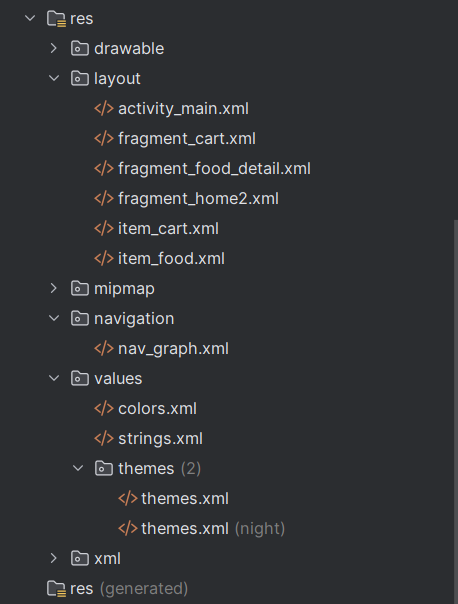 res
drawable
layout
activity_main.xml
fragment_cart.xml
fragment_food_detail.xml
fragment_home2.xml
item_cart.xml
item_food.xml
mipmap
navigation
nav_graph.xml
values
colors.xml
strings.xml
themes (2)
themes.xml
themes.xml (night)
xml
res (generated)